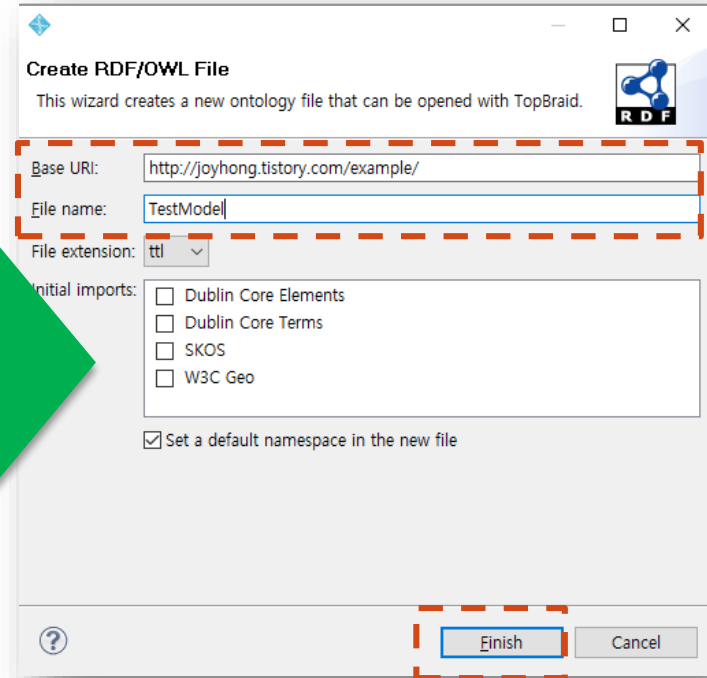 Create RDF/OWL File
This wizard creates a new ontology file that can be opened with TopBraid.
RDF
Base URI: http://joyhong.tistory.com/example/
File name: TestModel
File extension: ttl
Initial imports:
Dublin Core Elements
Dublin Core Terms
SKOS
W3C Geo
Set a default namespace in the new file
?
Finish Cancel